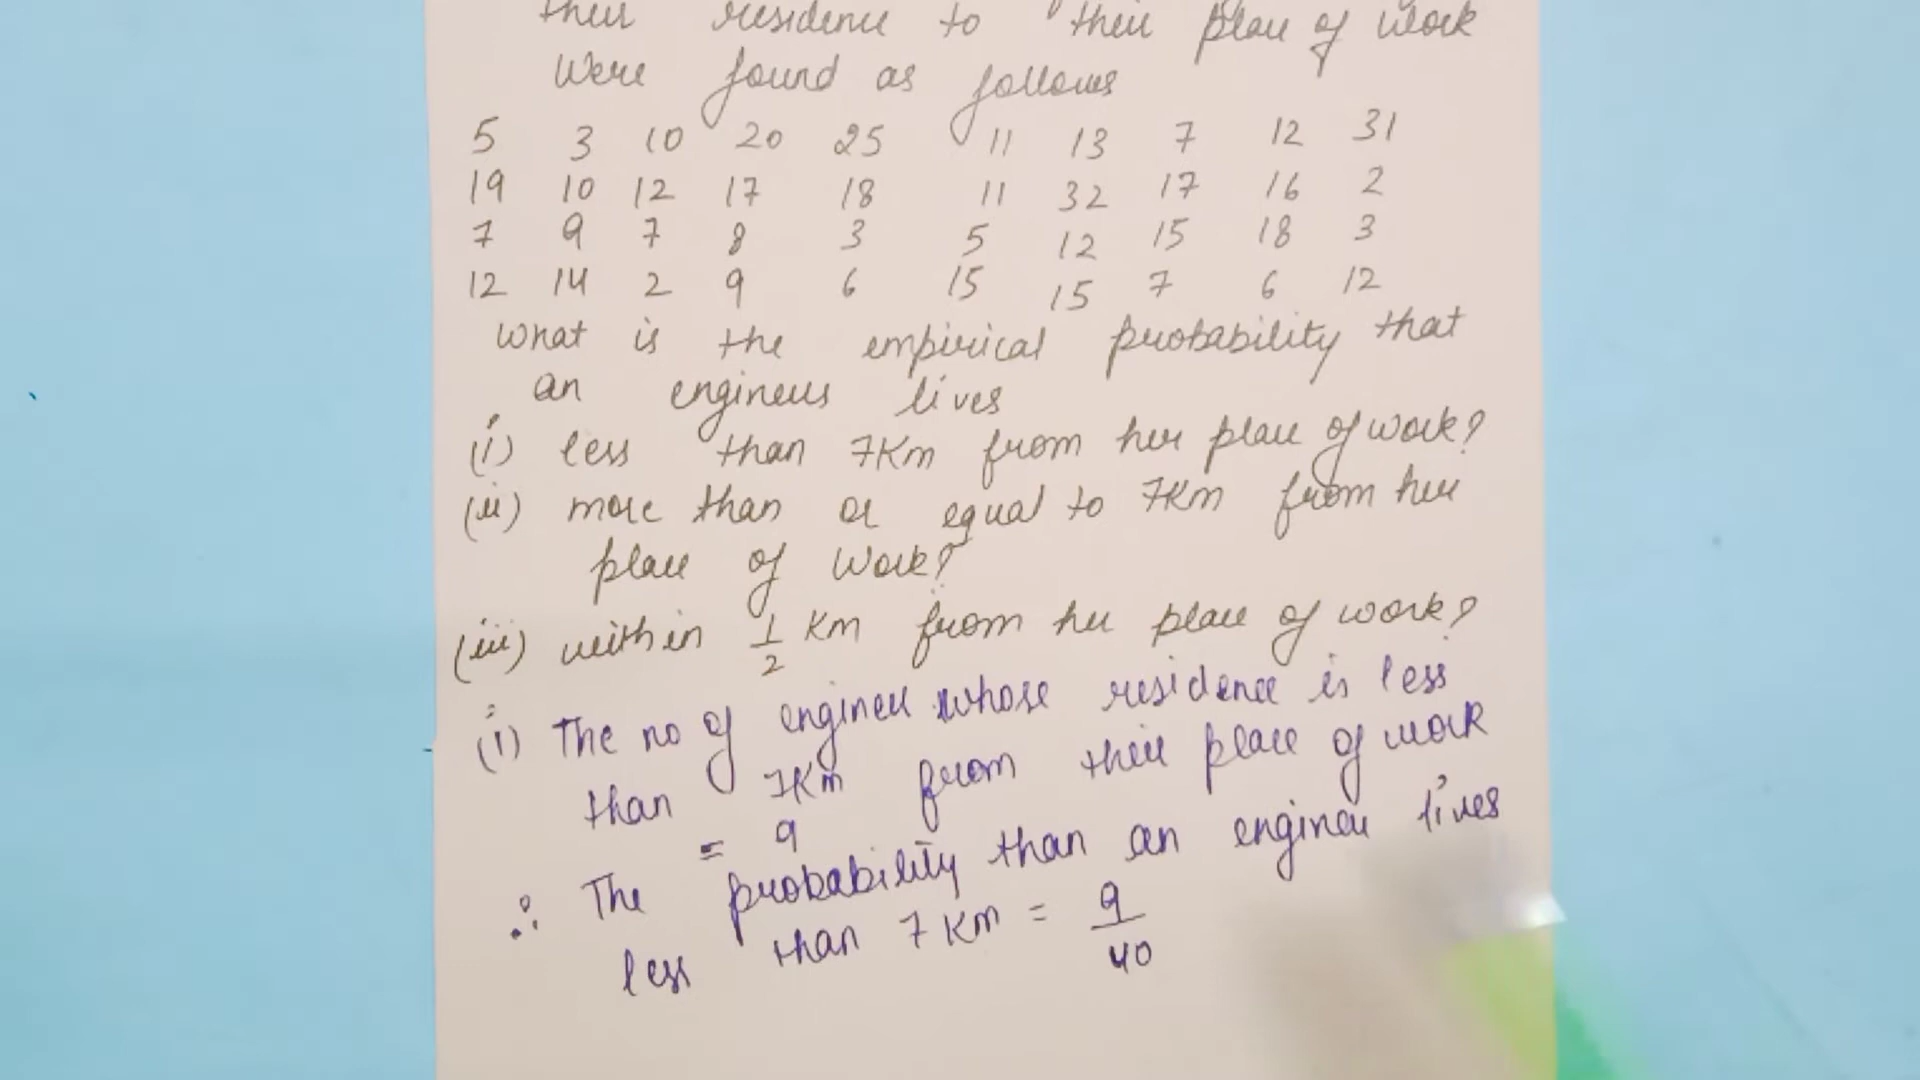 their residence to their place of work
were found as follows
5 3 10 20 25 11 13 7 12 31
19 10 12 17 18 11 32 17 16 2
7 9 7 8 3 5 12 15 18 3
12 14 2 9 6 15 15 7 6 12
what is the empirical probability that
an engineers lives
(i) less than 7Km from her place of work?
(ii) more than or equal to 7Km from her
place of work?
(iii) within 1/2 Km from her place of work?
(i) The no of engineer whose residence is less
than 7Km from their place of work
= 9
∴ The probability than an engineer lives
less than 7 Km = 9/40